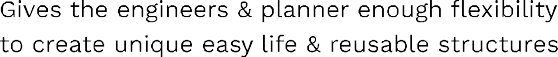 Gives the engineers & planner enough flexibility
to create unique easy life & reusable structures